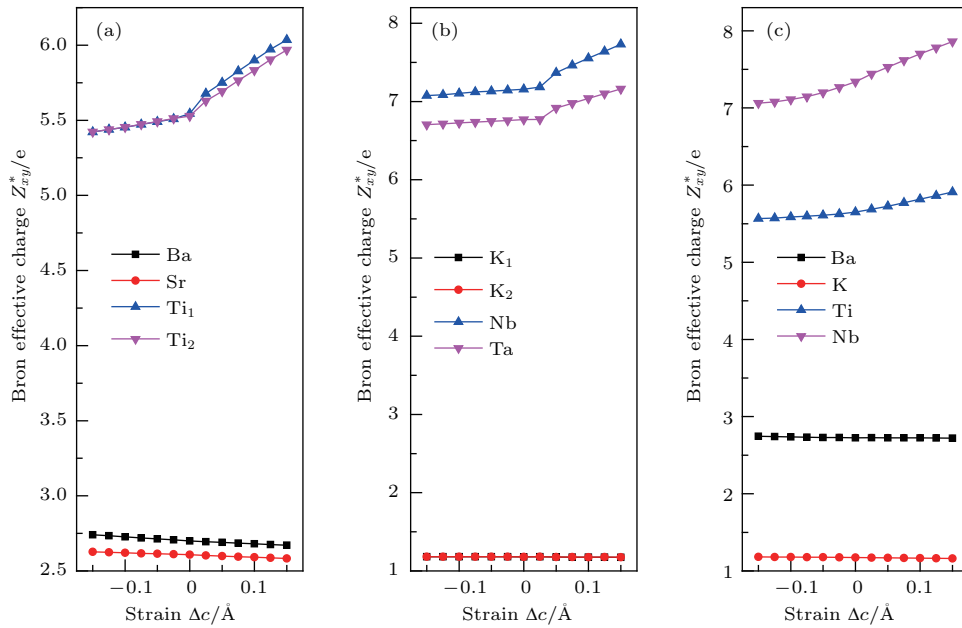 (a)
Bron effective charge Z*xy/e
6.0
5.5
5.0
4.5
4.0
3.5
3.0
2.5
Ba
Sr
Ti1
Ti2
−0.1
0
0.1
Strain Δc/Å
(b)
Bron effective charge Z*xy/e
8
7
6
5
4
3
2
1
K1
K2
Nb
Ta
−0.1
0
0.1
Strain Δc/Å
(c)
Bron effective charge Z*xy/e
8
7
6
5
4
3
2
1
Ba
K
Ti
Nb
−0.1
0
0.1
Strain Δc/Å